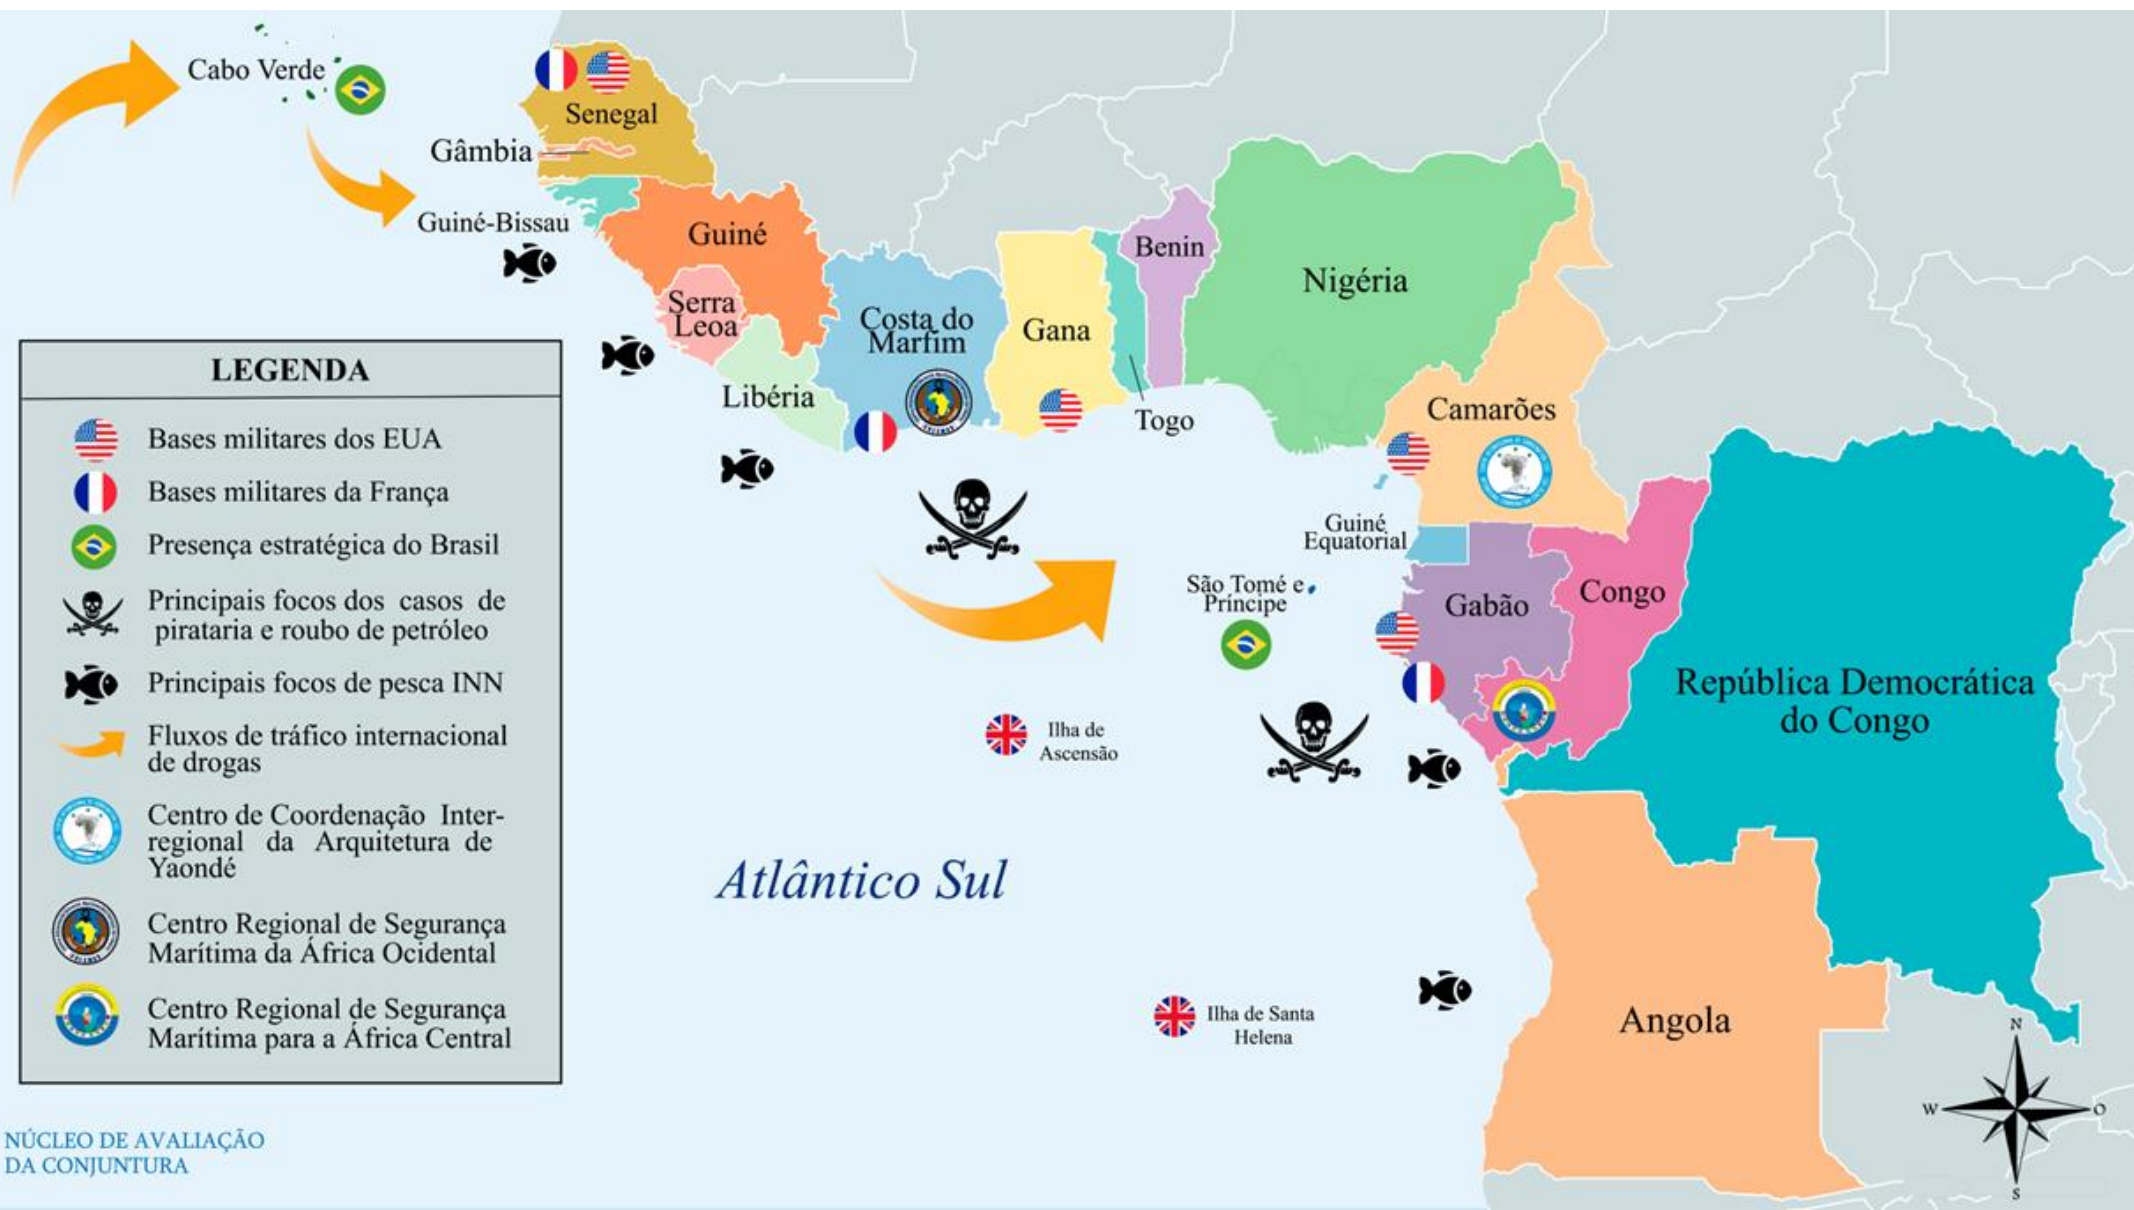 Cabo Verde
Senegal
Gâmbia
Guiné-Bissau
Guiné
Serra
Leoa
Libéria
Costa do
Marfim
Gana
Togo
Benin
Nigéria
Camarões
Guiné
Equatorial
São Tomé e
Príncipe
Gabão
Congo
República Democrática
do Congo
Ilha de
Ascensão
Atlântico Sul
Ilha de Santa
Helena
Angola
LEGENDA
Bases militares dos EUA
Bases militares da França
Presença estratégica do Brasil
Principais focos dos casos de
pirataria e roubo de petróleo
Principais focos de pesca INN
Fluxos de tráfico internacional
de drogas
Centro de Coordenação Inter-
regional da Arquitetura de
Yaondé
Centro Regional de Segurança
Marítima da África Ocidental
Centro Regional de Segurança
Marítima para a África Central
N
W
O
S
NÚCLEO DE AVALIAÇÃO
DA CONJUNTURA